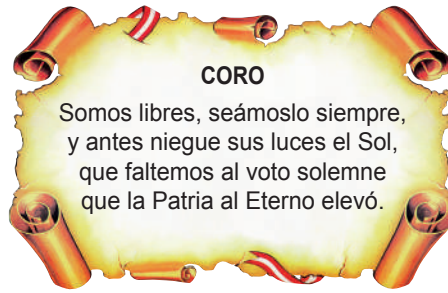 CORO
Somos libres, seámoslo siempre,
y antes niegue sus luces el Sol,
que faltemos al voto solemne
que la Patria al Eterno elevó.